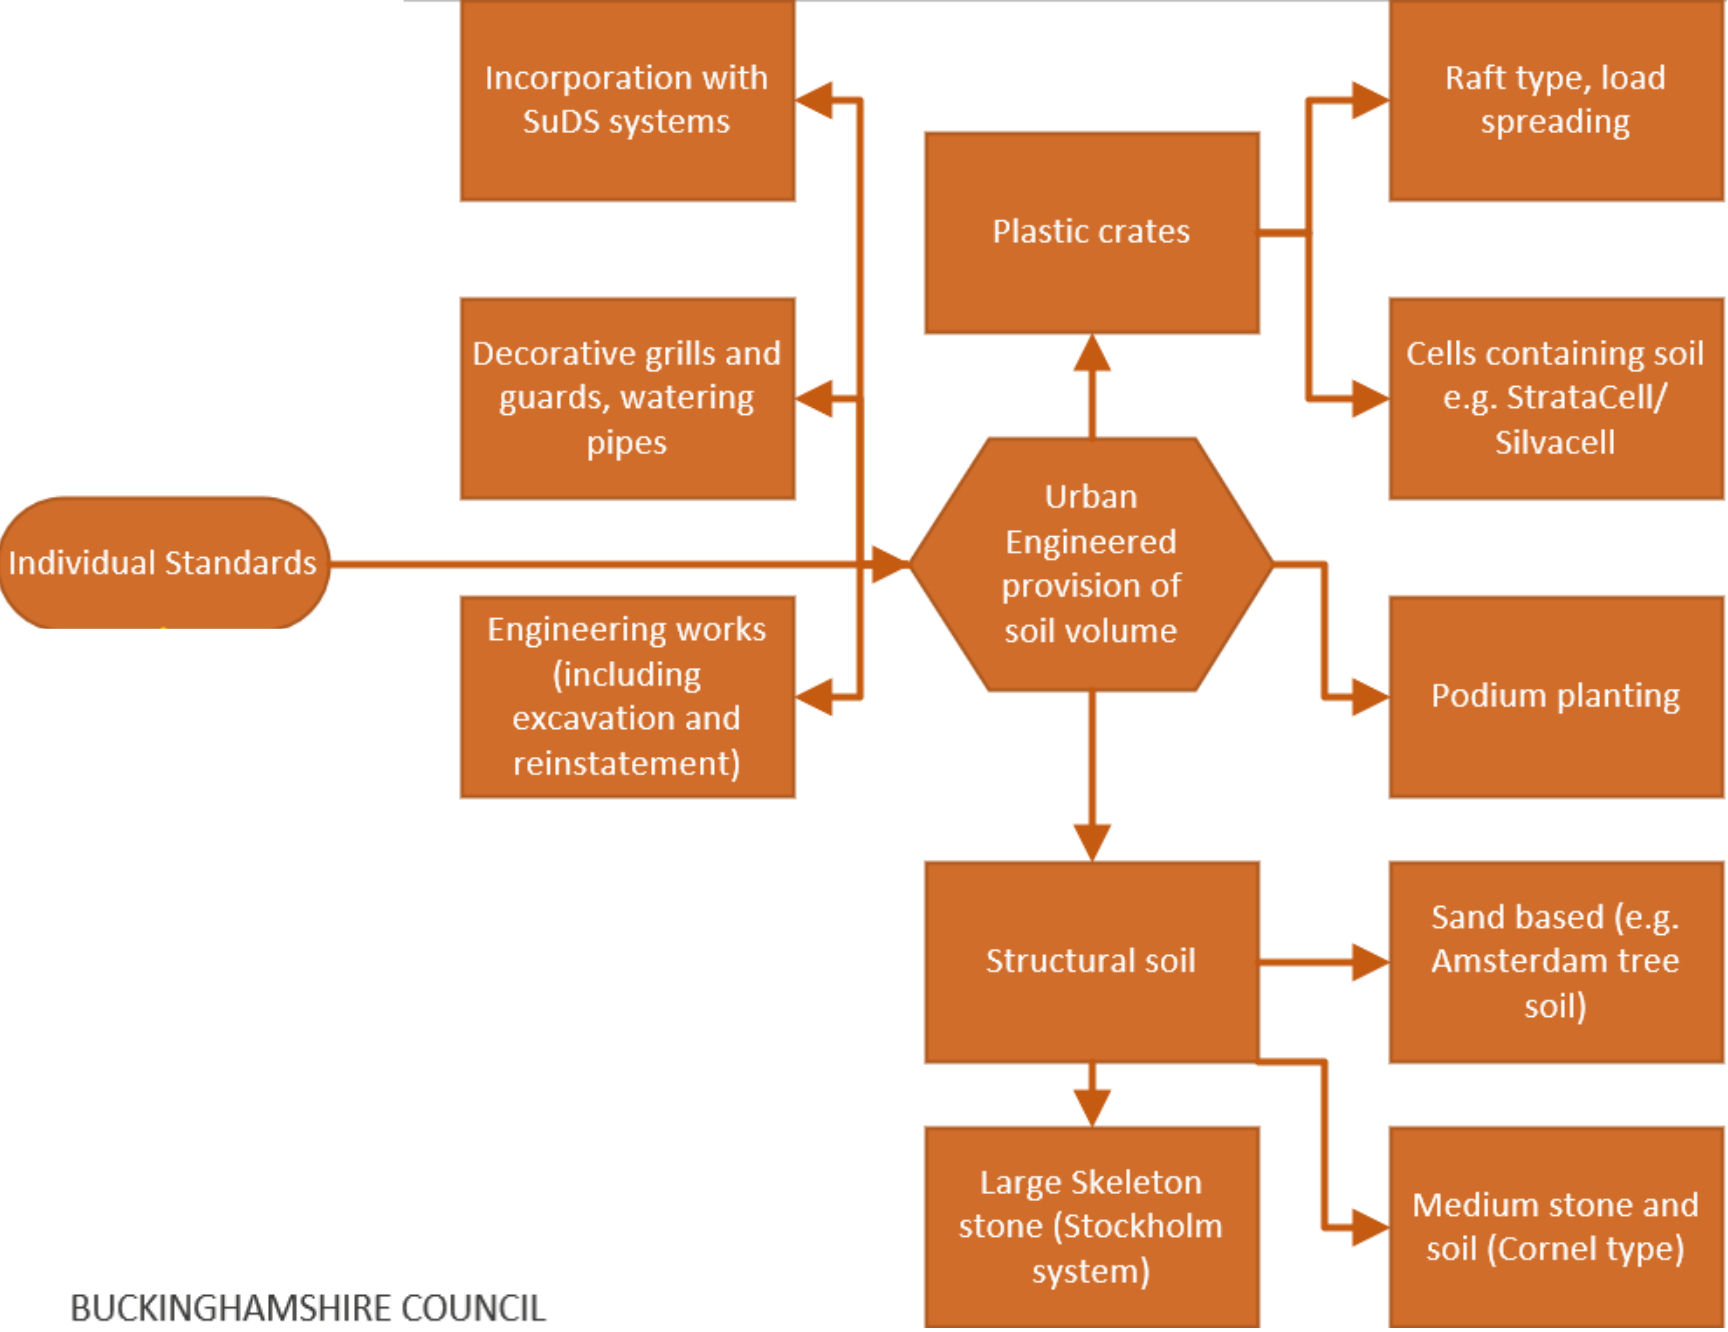 Incorporation with
SuDS systems
Raft type, load
spreading
Plastic crates
Decorative grills and
guards, watering
pipes
Cells containing soil
e.g. StrataCell/
Silvacell
Individual Standards
Urban
Engineered
provision of
soil volume
Engineering works
(including
excavation and
reinstatement)
Podium planting
Structural soil
Sand based (e.g.
Amsterdam tree
soil)
Large Skeleton
stone (Stockholm
system)
Medium stone and
soil (Cornel type)
BUCKINGHAMSHIRE COUNCIL